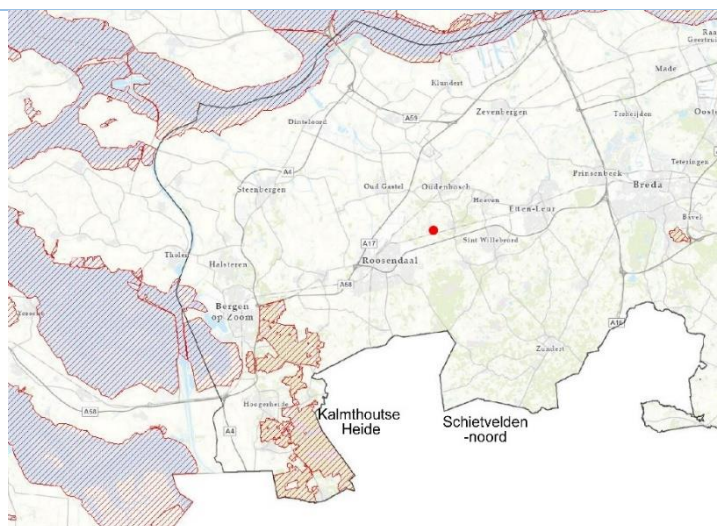 Klundert
Made
Zevenbergen
Dinteloord
A59
Teteringen
A4
Prinsenbeek
Breda
Steenbergen
Oud Gastel
Oudenbosch
Hoeven
Etten-Leur
Bavel
A17
Sint Willebrord
Tholen
Halsteren
Roosendaal
A58
Bergen
op Zoom
A16
Zundert
Hoogerheide
A58
A4
Kalmthoutse
Heide
Schietvelden
-noord